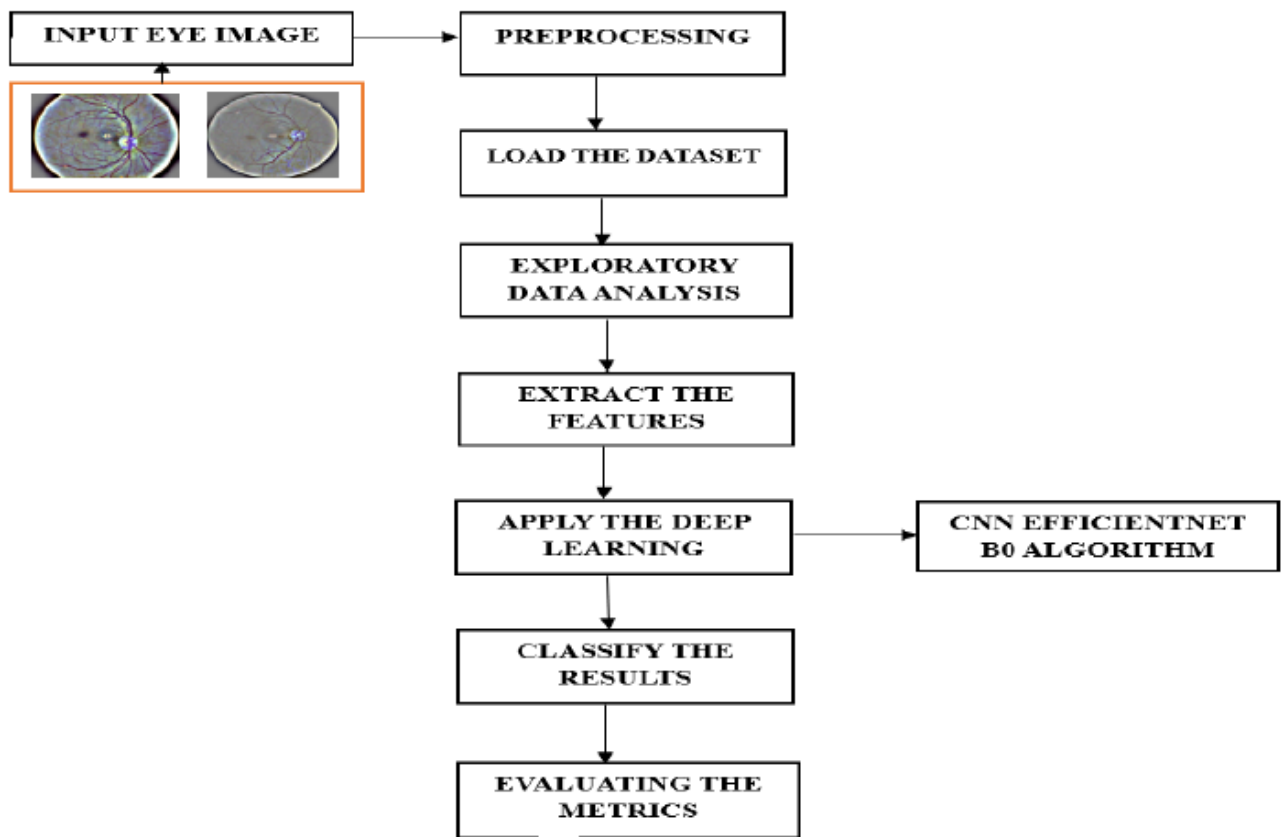 INPUT EYE IMAGE
PREPROCESSING
LOAD THE DATASET
EXPLORATORY
DATA ANALYSIS
EXTRACT THE
FEATURES
APPLY THE DEEP
LEARNING
CNN EFFICIENTNET
B0 ALGORITHM
CLASSIFY THE
RESULTS
EVALUATING THE
METRICS